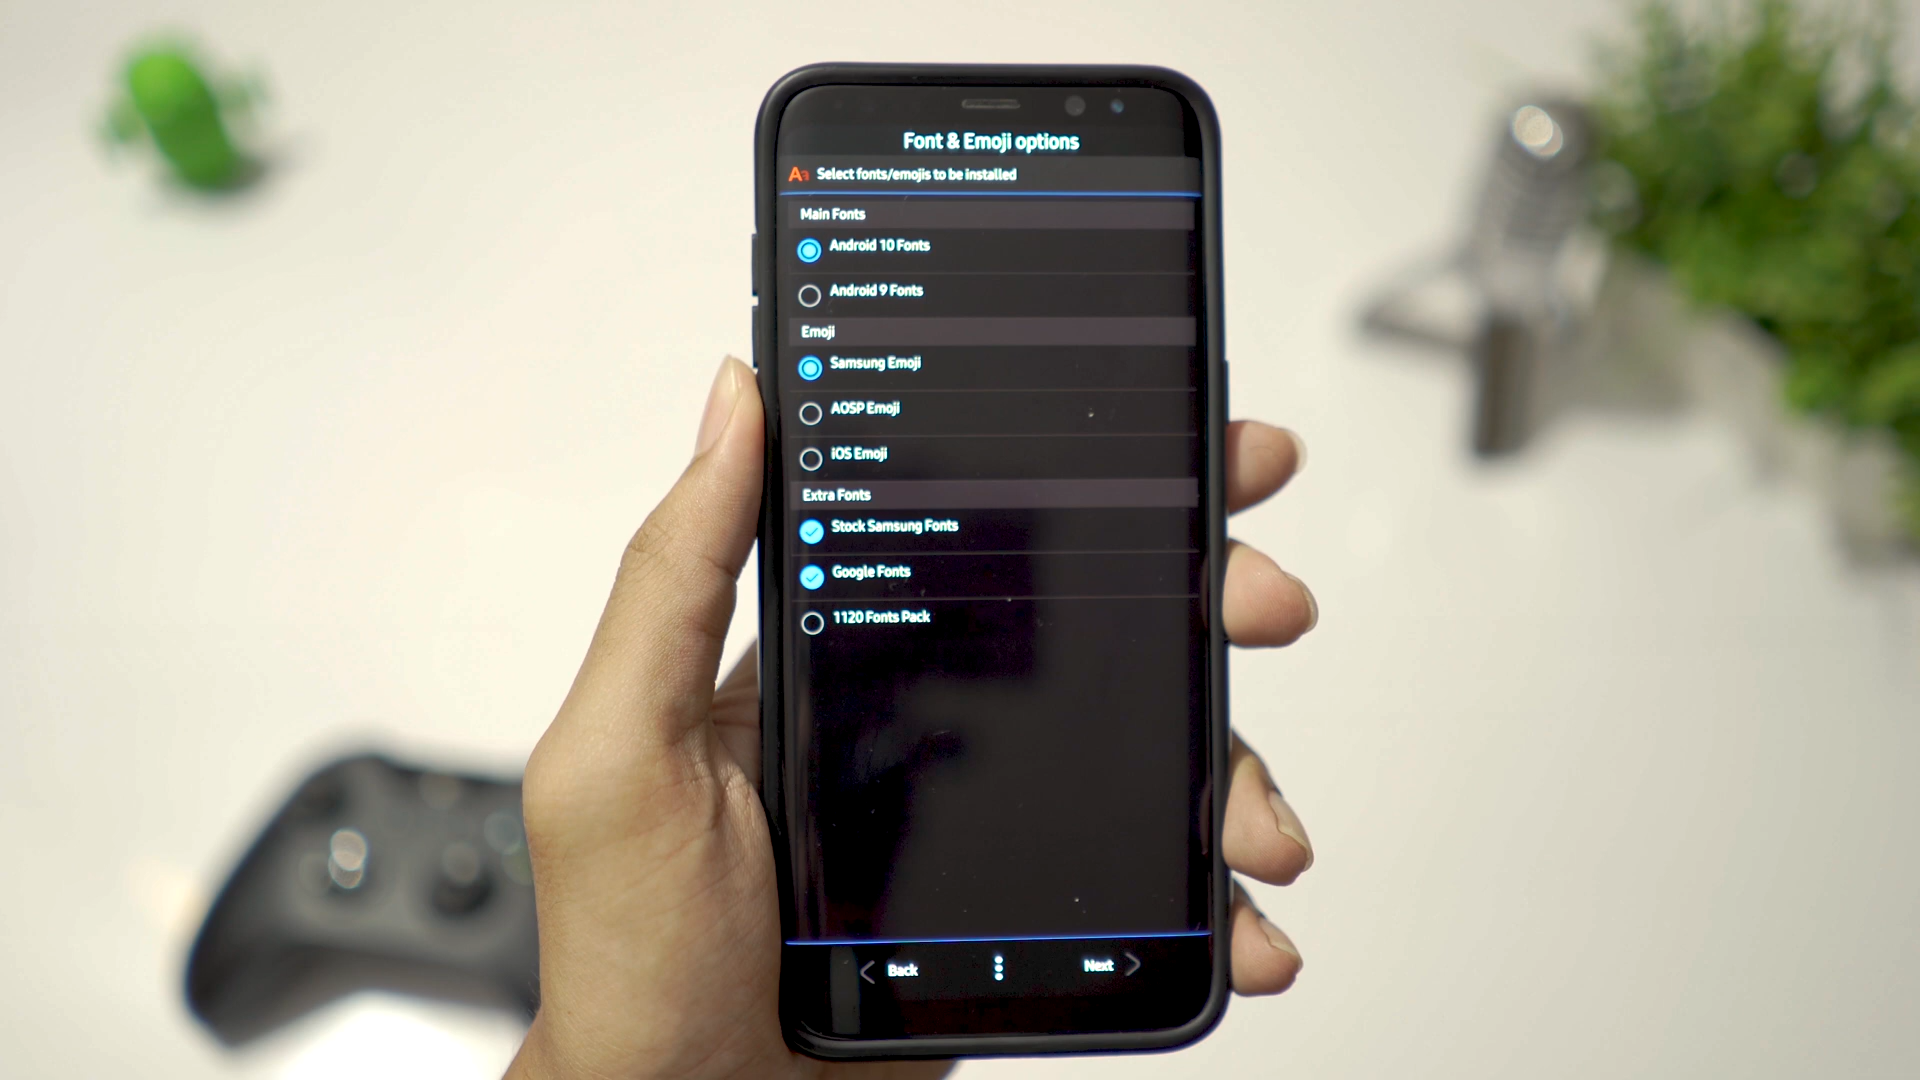 Font & Emoji options
Aa Select fonts/emojis to be installed
Main Fonts
Android 10 Fonts
Android 9 Fonts
Emoji
Samsung Emoji
AOSP Emoji
iOS Emoji
Extra Fonts
Stock Samsung Fonts
Google Fonts
1120 Fonts Pack
Back
Next